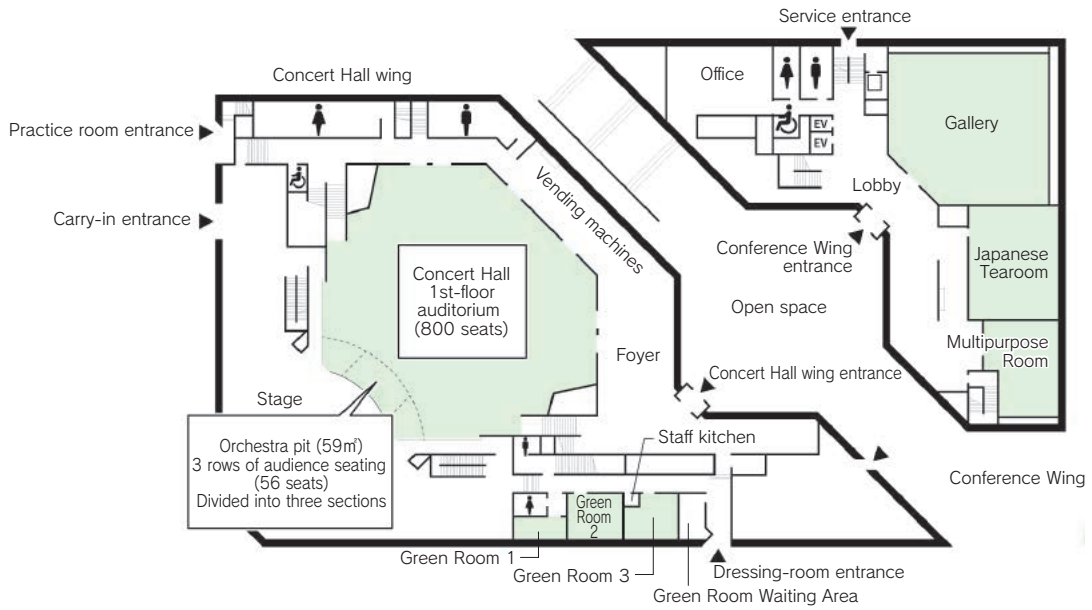 Service entrance
Concert Hall wing
Office
Practice room entrance
EV
EV
Gallery
Vending machines
Lobby
Carry-in entrance
Conference Wing
entrance
Japanese
Tearoom
Concert Hall
1st-floor
auditorium
(800 seats)
Open space
Foyer
Multipurpose
Room
Concert Hall wing entrance
Stage
Orchestra pit (59㎡)
3 rows of audience seating
(56 seats)
Divided into three sections
Staff kitchen
Conference Wing
Green
Room
2
Green Room 1
Green Room 3
Dressing-room entrance
Green Room Waiting Area